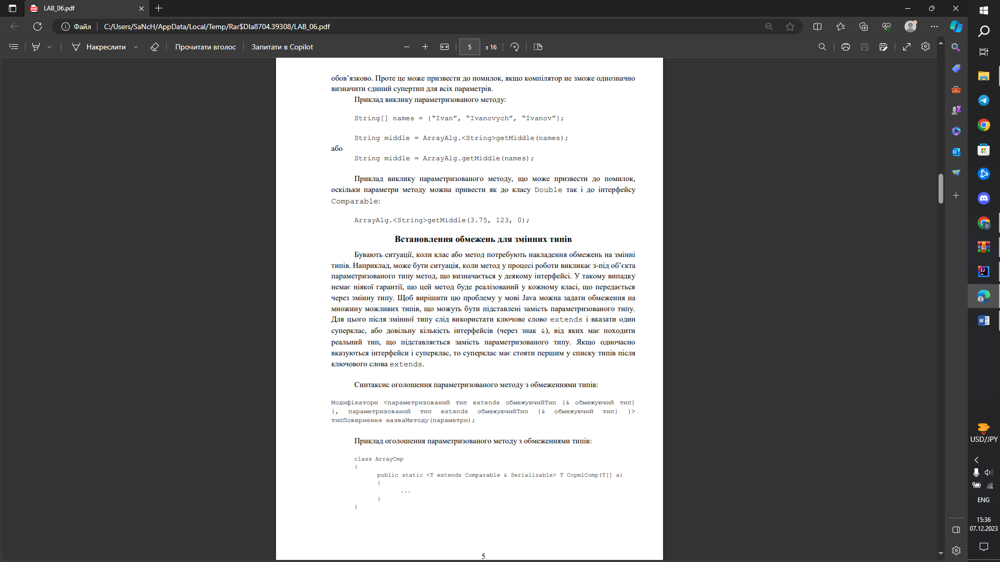 LAB_06.pdf
Файл
C:/Users/SaNcH/AppData/Local/Temp/Rar$DIa8704.39308/LAB_06.pdf
Накреслити
Прочитати вголос
Запитати в Copilot
5
з 16
обов’язково. Проте це може призвести до помилок, якщо компілятор не зможе однозначно
визначити єдиний супертип для всіх параметрів.
Приклад виклику параметризованого методу:
String[] names = {“Ivan”, “Ivanovych”, “Ivanov”};
String middle = ArrayAlg.<String>getMiddle(names);
або
String middle = ArrayAlg.getMiddle(names);
Приклад виклику параметризованого методу, що може призвести до помилок,
оскільки параметри методу можна привести як до класу Double так і до інтерфейсу
Comparable:
ArrayAlg.<String>getMiddle(3.75, 123, 0);
Встановлення обмежень для змінних типів
Бувають ситуації, коли клас або метод потребують накладення обмежень на змінні
типів. Наприклад, може бути ситуація, коли метод у процесі роботи викликає з-під об’єкта
параметризованого типу метод, що визначається у деякому інтерфейсі. У такому випадку
немає ніякої гарантії, що цей метод буде реалізований у кожному класі, що передається
через змінну типу. Щоб вирішити цю проблему у мові Java можна задати обмеження на
множину можливих типів, що можуть бути підставлені замість параметризованого типу.
Для цього після змінної типу слід використати ключове слово extends і вказати один
суперклас, або довільну кількість інтерфейсів (через знак &), від яких має походити
реальний тип, що підставляється замість параметризованого типу. Якщо одночасно
вказуються інтерфейси і суперклас, то суперклас має стояти першим у списку типів після
ключового слова extends.
Синтаксис оголошення параметризованого методу з обмеженнями типів:
Модифікатори <параметризований тип extends обмежуючийТип {& обмежуючий тип}
{, параметризований тип extends обмежуючийТип {& обмежуючий тип} }>
типПовернення назваМетоду(параметри);
Приклад оголошення параметризованого методу з обмеженнями типів:
class ArrayCmp
{
public static <T extends Comparable & Serializable> T CopmlComp(T[] a)
{
...
}
}
5
USD/JPY
ENG
15:36
07.12.2023